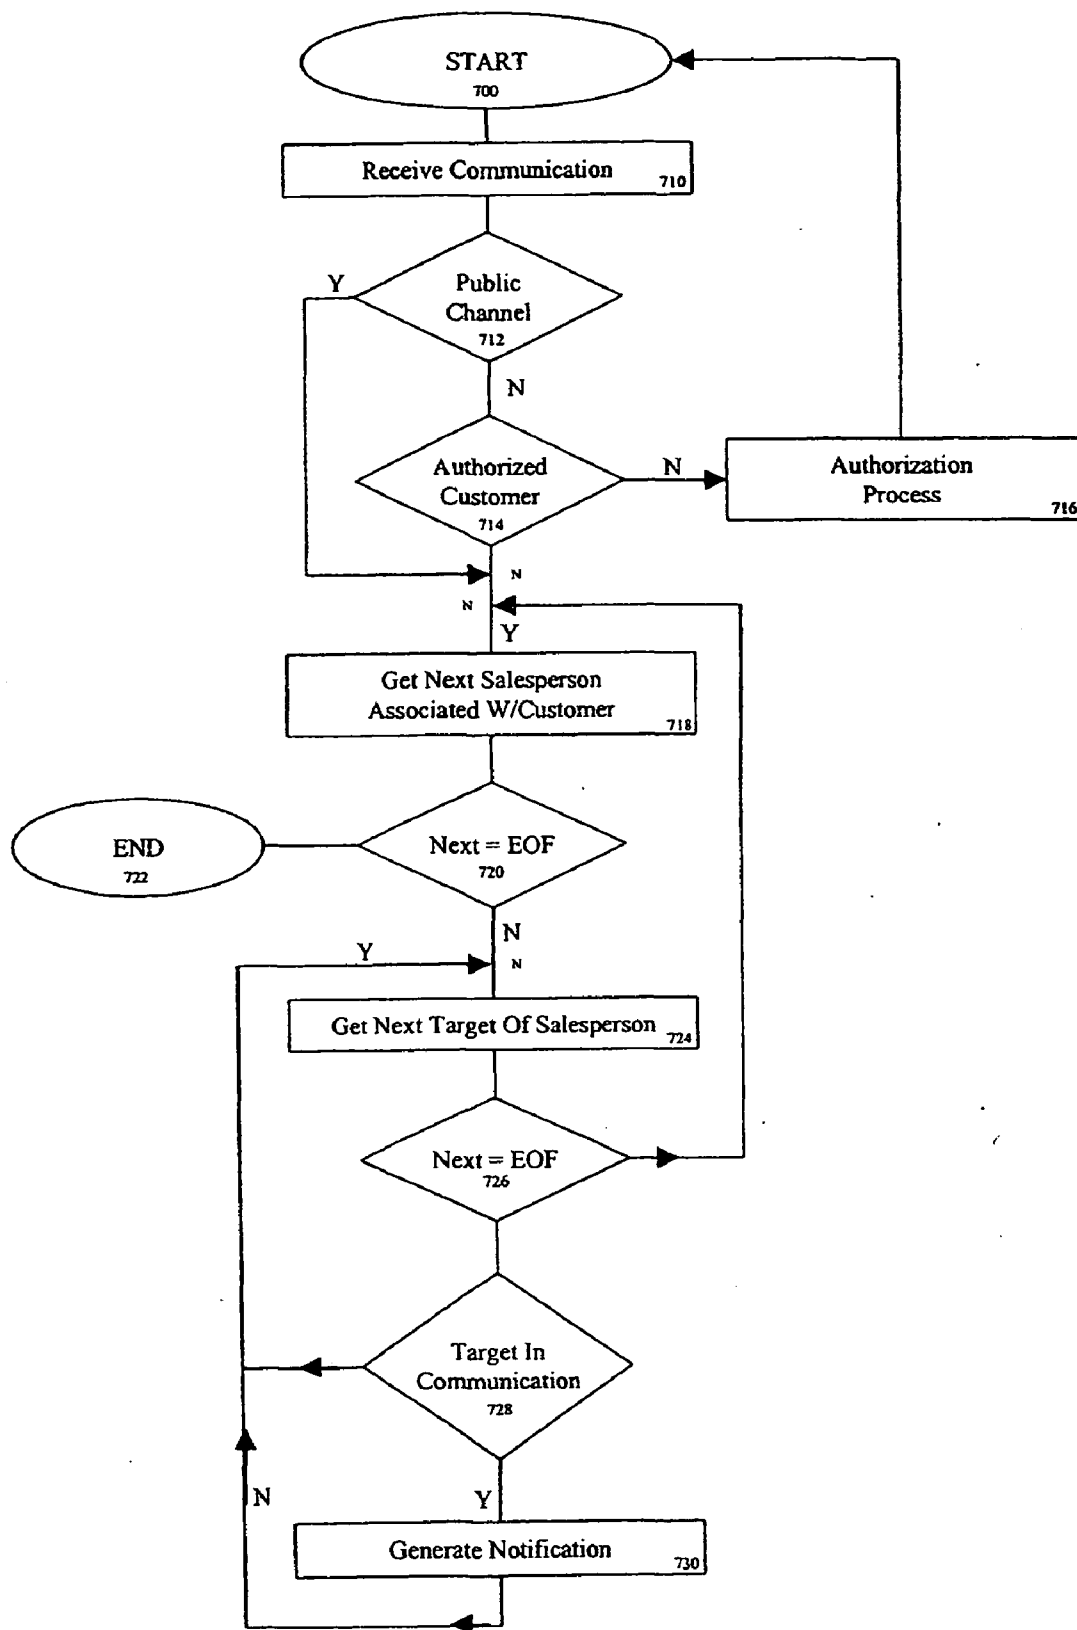 START
700
Receive Communication
710
Y
Public
Channel
712
N
Authorized
Customer
714
N
Authorization
Process
716
N
N
Y
Get Next Salesperson
Associated W/Customer
718
END
722
Next = EOF
720
N
Y
N
Get Next Target Of Salesperson
724
Next = EOF
726
Target In
Communication
728
N
Y
Generate Notification
730